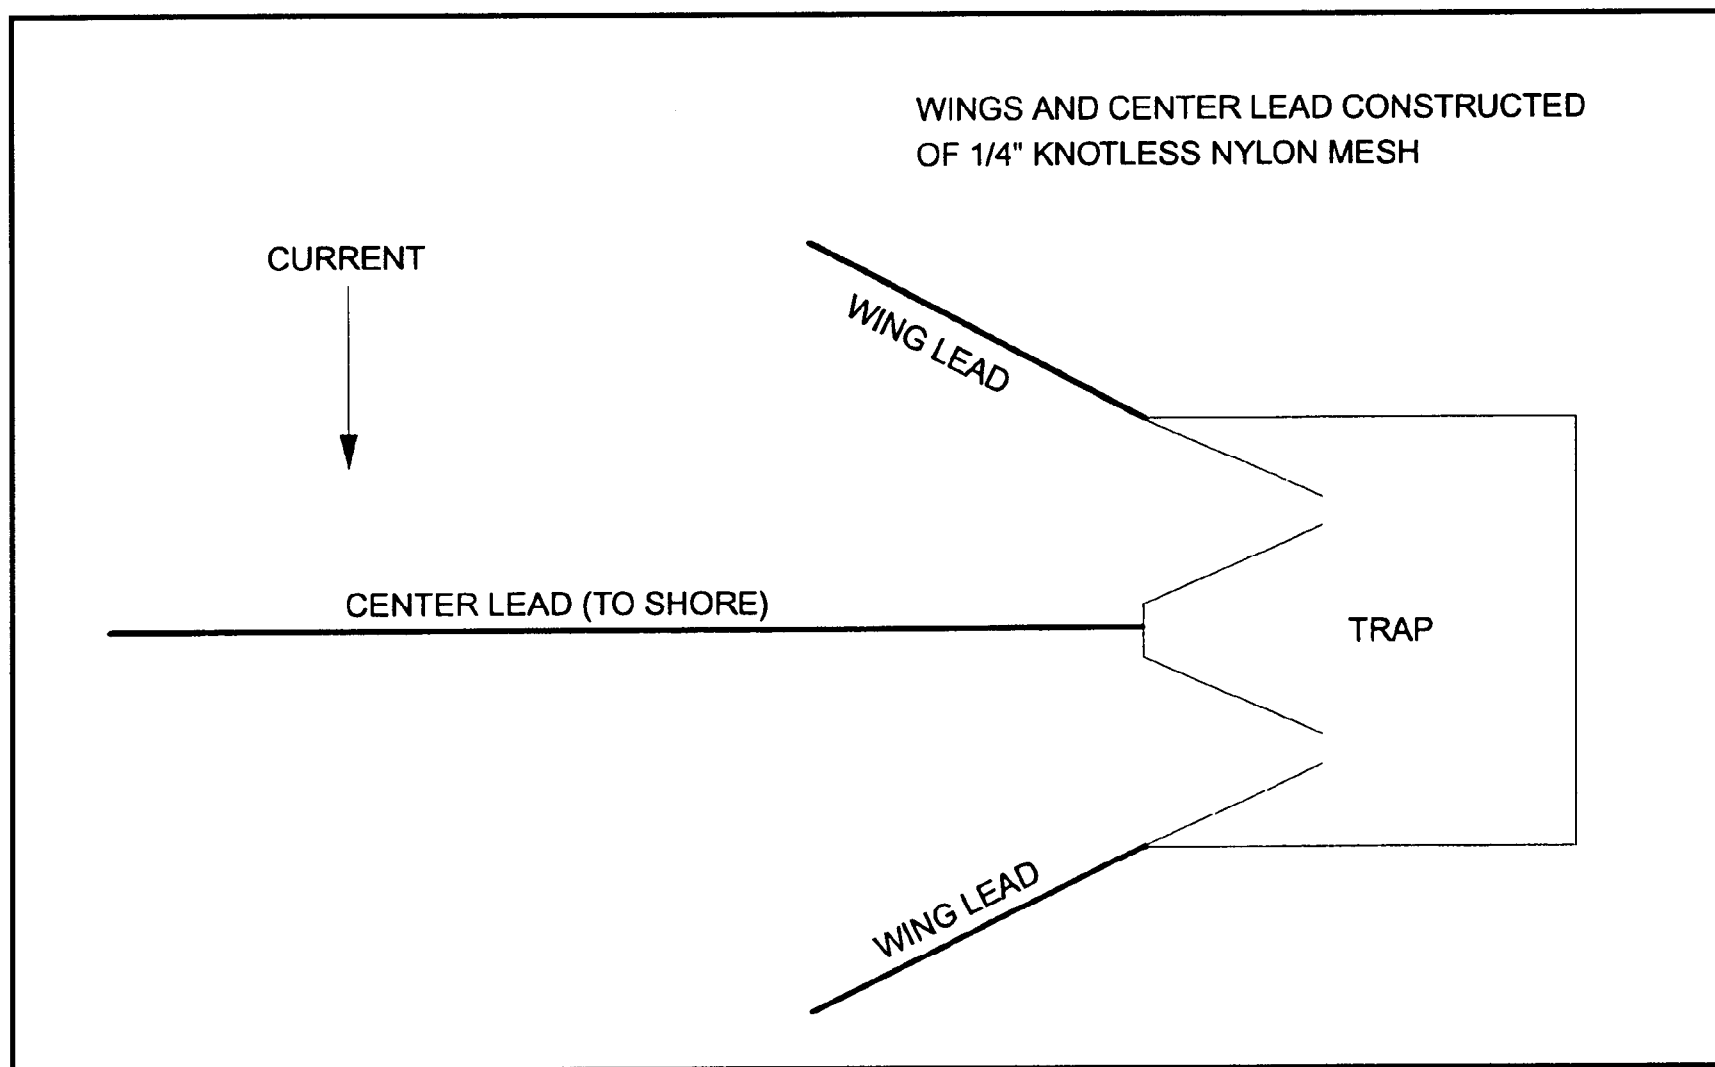 WINGS AND CENTER LEAD CONSTRUCTED
OF 1/4" KNOTLESS NYLON MESH
CURRENT
WING LEAD
CENTER LEAD (TO SHORE)
TRAP
WING LEAD